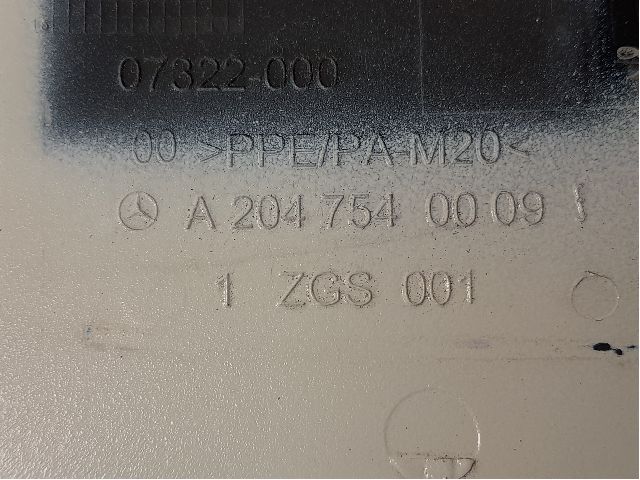 07322-000
00 >PPE/PA-M20<
A 204 754 00 09
1 ZGS 001